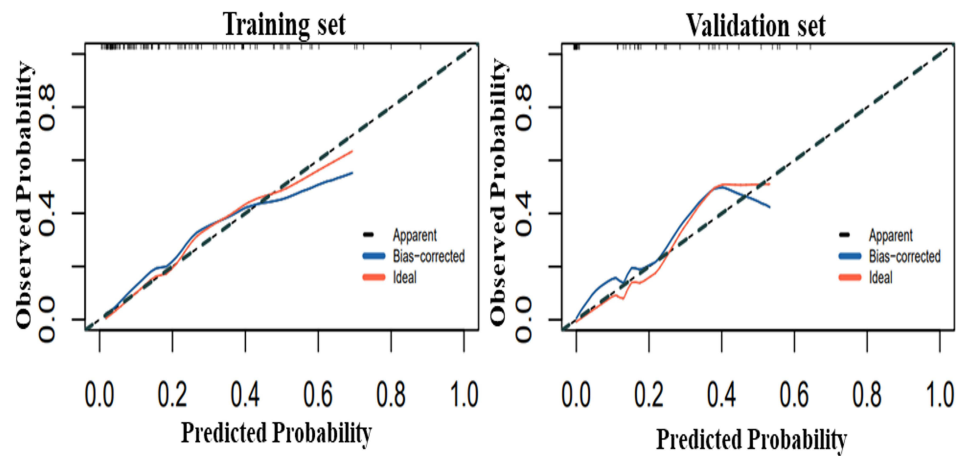 Training set
Observed Probability
0.0 0.4 0.8
Apparent
Bias-corrected
Ideal
0.0 0.2 0.4 0.6 0.8 1.0
Predicted Probability
Validation set
Observed Probability
0.0 0.4 0.8
Apparent
Bias-corrected
Ideal
0.0 0.2 0.4 0.6 0.8 1.0
Predicted Probability